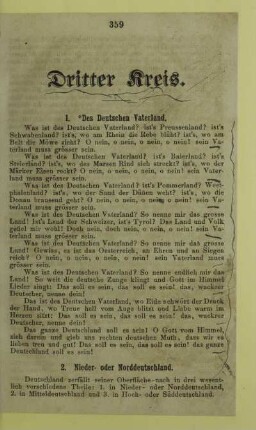 359
Dritter Kreis.
1. *Des Deutschen Vaterland.
Was ist des Deutschen Vaterland? ist's Preussenland? ist's
Schwabenland? ist's, wo am Rhein die Rebe blüht? ist's, wo am
Belt die Möwe zieht? O nein, o nein, o nein! sein Va-
terland muss grösser sein.
Was ist des Deutschen Vaterland? ist's Baierland? ist's
Steierland? ist's, wo des Marsen Rind sich streckt? ist's, wo der
Märker Eisen reckt? O nein, o nein, o nein! sein Vater-
land muss grösser sein.
Was ist des Deutschen Vaterland? ist's Pommerland? West-
phalenland? ist's, wo der Sand der Dünen weht? ist's, wo die
Donau brausend geht? O nein, o nein, o nein! sein Va-
terland muss grösser sein.
Was ist des Deutschen Vaterland? So nenne mir das grosse
Land! Ist's Land der Schweizer, ist's Tyrol? Das Land und Volk
gefiel mir wohl! Doch nein, doch nein, o nein! sein Va-
terland muss grösser sein.
Was ist des Deutschen Vaterland? So nenne mir das grosse
Land! Gewiss, es ist das Oesterreich, an Ehren und an Siegen
reich? O nein, o nein, o nein! sein Vaterland muss
grösser sein.
Was ist des Deutschen Vaterland? So nenne endlich mir das
Land! So weit die deutsche Zunge klingt und Gott im Himmel
Lieder singt: Das soll es sein, das soll es sein! das, wackrer
Deutscher, nenne dein!
Das ist des Deutschen Vaterland, wo Eide schwört der Druck
der Hand, wo Treue hell vom Auge blitzt und Liebe warm im
Herzen sitzt: Das soll es sein, das soll es sein! das, wackrer
Deutscher, nenne dein!
Das ganze Deutschland soll es sein! O Gott vom Himmel,
sieh darein und gieb uns rechten deutschen Muth, dass wir es
lieben treu und gut. Das soll es sein, das soll es sein! das ganze
Deutschland soll es sein!
2. Nieder- oder Norddeutschland.
Deutschland zerfällt seiner Oberfläche nach in drei wesent-
lich verschiedene Theile: 1. in Nieder- oder Norddeutschland,
2. in Mitteldeutschland und 3. in Hoch- oder Süddeutschland.